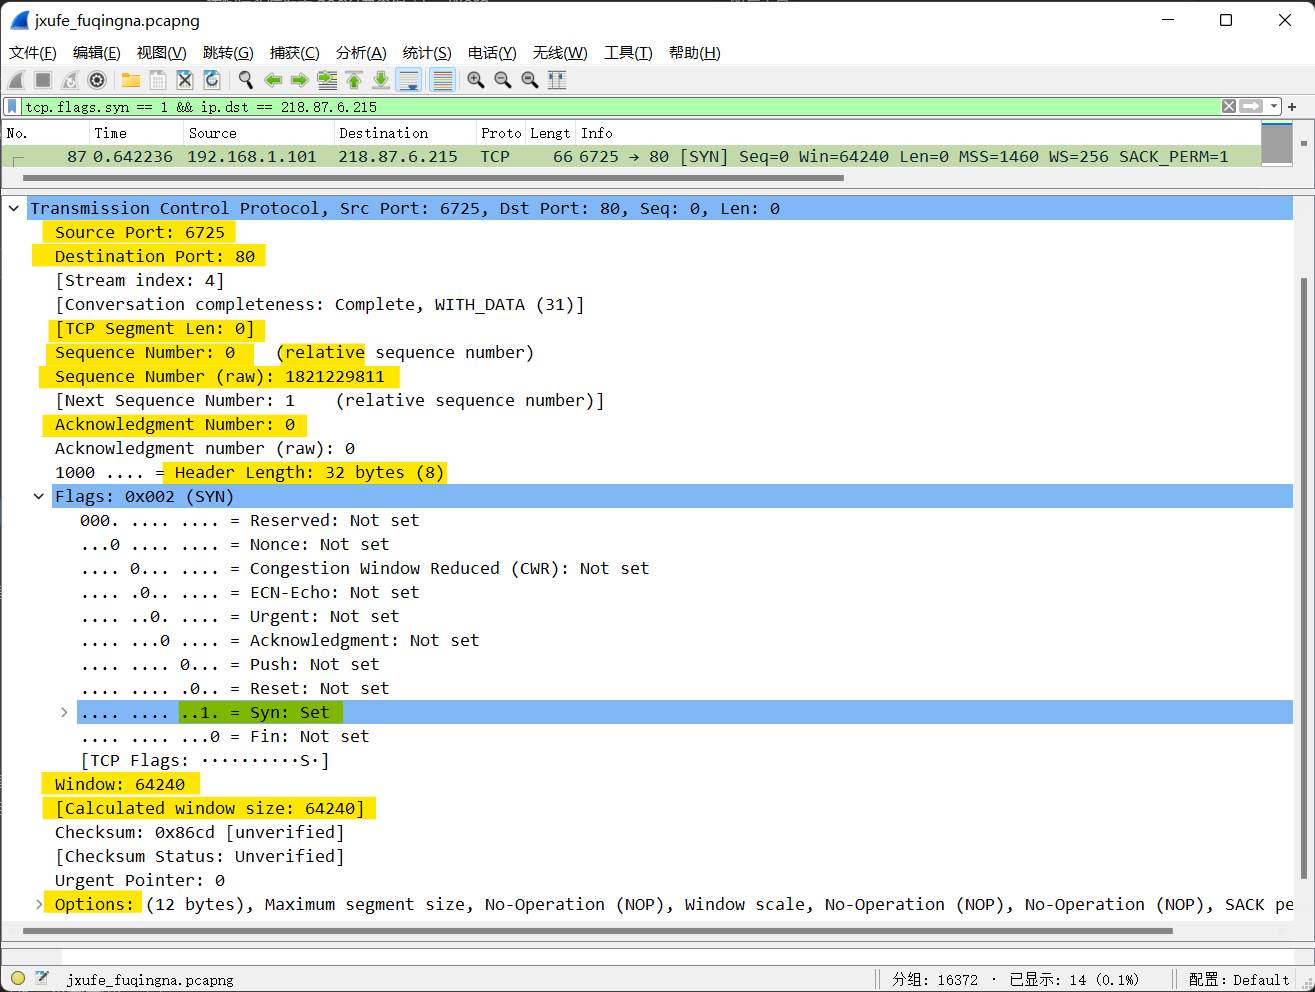 jxufe_fuqingna.pcapng
文件(F) 编辑(E) 视图(V) 跳转(G) 捕获(C) 分析(A) 统计(S) 电话(Y) 无线(W) 工具(T) 帮助(H)
tcp.flags.syn == 1 && ip.dst == 218.87.6.215
No. Time Source Destination Proto Lengt Info
87 0.642236 192.168.1.101 218.87.6.215 TCP 66 6725 → 80 [SYN] Seq=0 Win=64240 Len=0 MSS=1460 WS=256 SACK_PERM=1
Transmission Control Protocol, Src Port: 6725, Dst Port: 80, Seq: 0, Len: 0
Source Port: 6725
Destination Port: 80
[Stream index: 4]
[Conversation completeness: Complete, WITH_DATA (31)]
[TCP Segment Len: 0]
Sequence Number: 0    (relative sequence number)
Sequence Number (raw): 1821229811
[Next Sequence Number: 1    (relative sequence number)]
Acknowledgment Number: 0
Acknowledgment number (raw): 0
1000 .... = Header Length: 32 bytes (8)
Flags: 0x002 (SYN)
000. .... .... = Reserved: Not set
...0 .... .... = Nonce: Not set
.... 0... .... = Congestion Window Reduced (CWR): Not set
.... .0.. .... = ECN-Echo: Not set
.... ..0. .... = Urgent: Not set
.... ...0 .... = Acknowledgment: Not set
.... .... 0... = Push: Not set
.... .... .0.. = Reset: Not set
.... .... ..1. = Syn: Set
.... .... ...0 = Fin: Not set
[TCP Flags: ··········S·]
Window: 64240
[Calculated window size: 64240]
Checksum: 0x86cd [unverified]
[Checksum Status: Unverified]
Urgent Pointer: 0
Options: (12 bytes), Maximum segment size, No-Operation (NOP), Window scale, No-Operation (NOP), No-Operation (NOP), SACK pe
jxufe_fuqingna.pcapng 分组: 16372 · 已显示: 14 (0.1%) 配置: Default